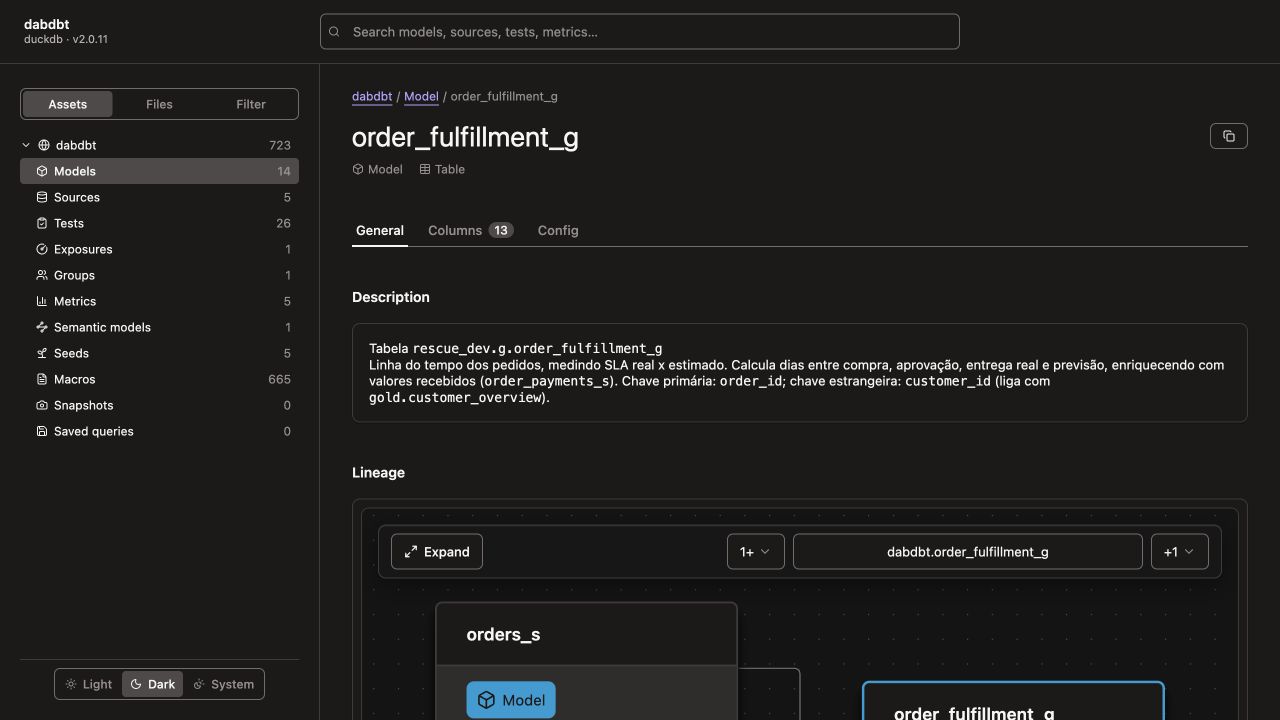 dabdbt
duckdb · v2.0.11
Search models, sources, tests, metrics...
Assets
Files
Filter
dabdbt 723
Models 14
Sources 5
Tests 26
Exposures 1
Groups 1
Metrics 5
Semantic models 1
Seeds 5
Macros 665
Snapshots 0
Saved queries 0
Light
Dark
System
dabdbt / Model / order_fulfillment_g
order_fulfillment_g
Model
Table
General
Columns 13
Config
Description
Tabela rescue_dev.g.order_fulfillment_g
Linha do tempo dos pedidos, medindo SLA real x estimado. Calcula dias entre compra, aprovação, entrega real e previsão, enriquecendo com
valores recebidos (order_payments_s). Chave primária: order_id; chave estrangeira: customer_id (liga com
gold.customer_overview).
Lineage
Expand
1+
dabdbt.order_fulfillment_g
+1
orders_s
Model
order_fulfillment_g